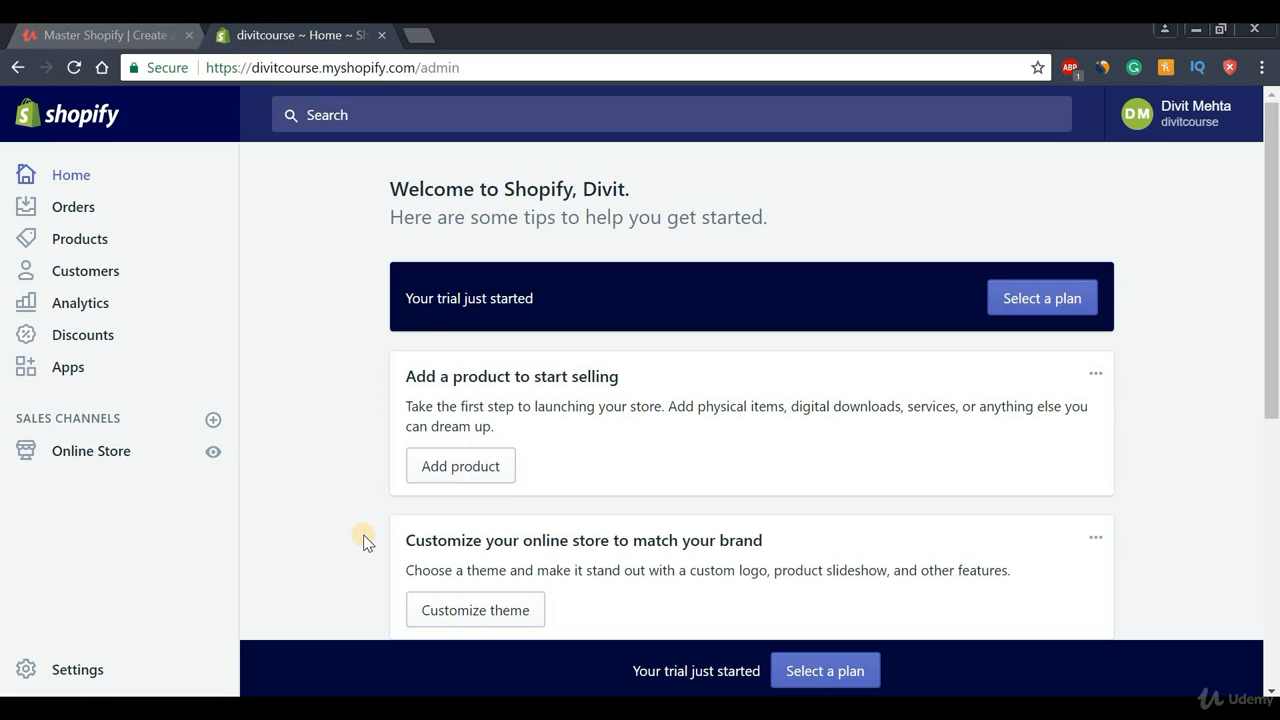 Master Shopify | Create a
divitcourse ~ Home ~ Sh
Secure
https://divitcourse.myshopify.com/admin
ABP
1
IQ
shopify
Search
DM
Divit Mehta
divitcourse
Home
Orders
Products
Customers
Analytics
Discounts
Apps
SALES CHANNELS
Online Store
Settings
Welcome to Shopify, Divit.
Here are some tips to help you get started.
Your trial just started
Select a plan
Add a product to start selling
Take the first step to launching your store. Add physical items, digital downloads, services, or anything else you
can dream up.
Add product
Customize your online store to match your brand
Choose a theme and make it stand out with a custom logo, product slideshow, and other features.
Customize theme
Your trial just started
Select a plan
Udemy